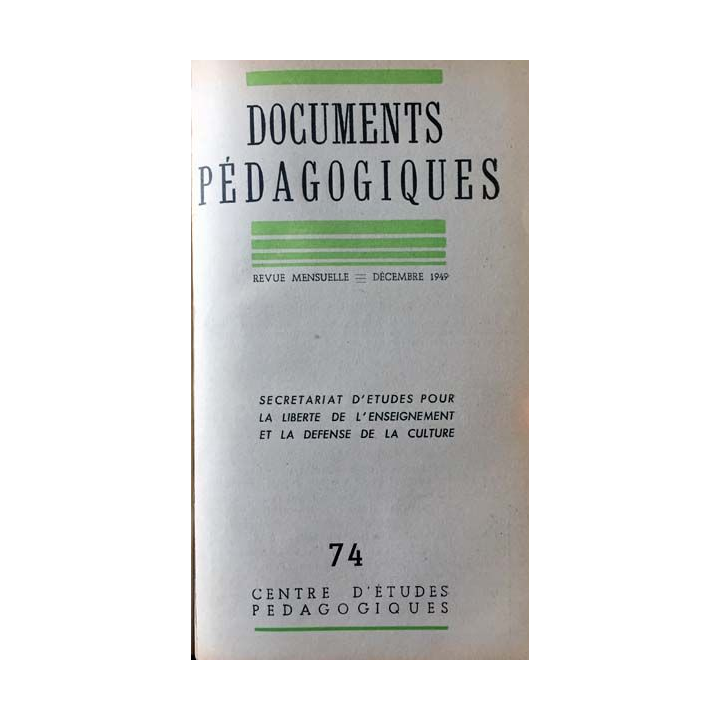 DOCUMENTS
PÉDAGOGIQUES
REVUE MENSUELLE — DÉCEMBRE 1949
SECRETARIAT D'ETUDES POUR
LA LIBERTE DE L'ENSEIGNEMENT
ET LA DEFENSE DE LA CULTURE
74
CENTRE D'ÉTUDES
PEDAGOGIQUES